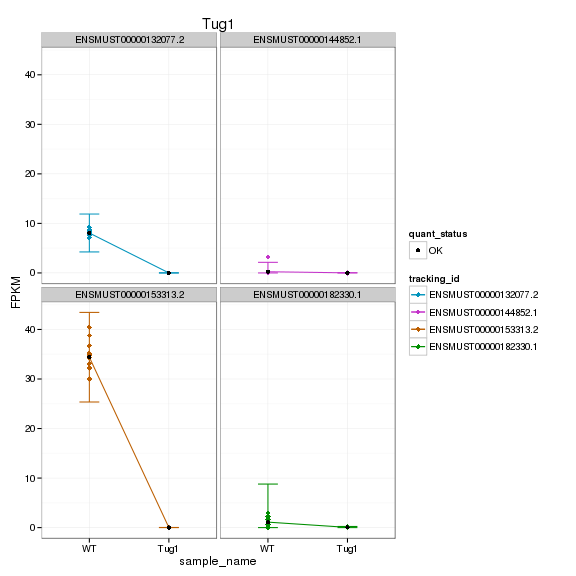 Tug1
ENSMUST00000132077.2 ENSMUST00000144852.1
40
30
20
10
0
FPKM
ENSMUST00000153313.2 ENSMUST00000182330.1
40
30
20
10
0
WT Tug1 WT Tug1
sample_name
quant_status
OK
tracking_id
ENSMUST00000132077.2
ENSMUST00000144852.1
ENSMUST00000153313.2
ENSMUST00000182330.1